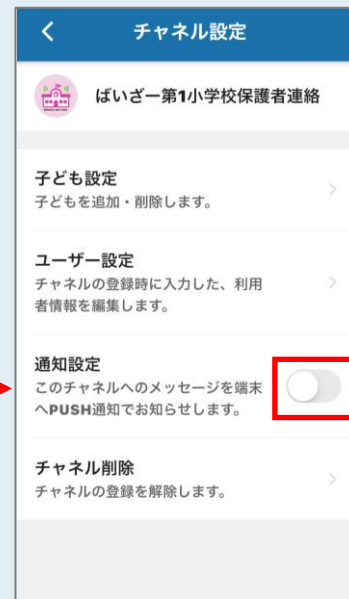 チャネル設定
ばいざー第1小学校保護者連絡
子ども設定
子どもを追加・削除します。
ユーザー設定
チャネルの登録時に入力した、利用
者情報を編集します。
通知設定
このチャネルへのメッセージを端末
へPUSH通知でお知らせします。
チャネル削除
チャネルの登録を解除します。